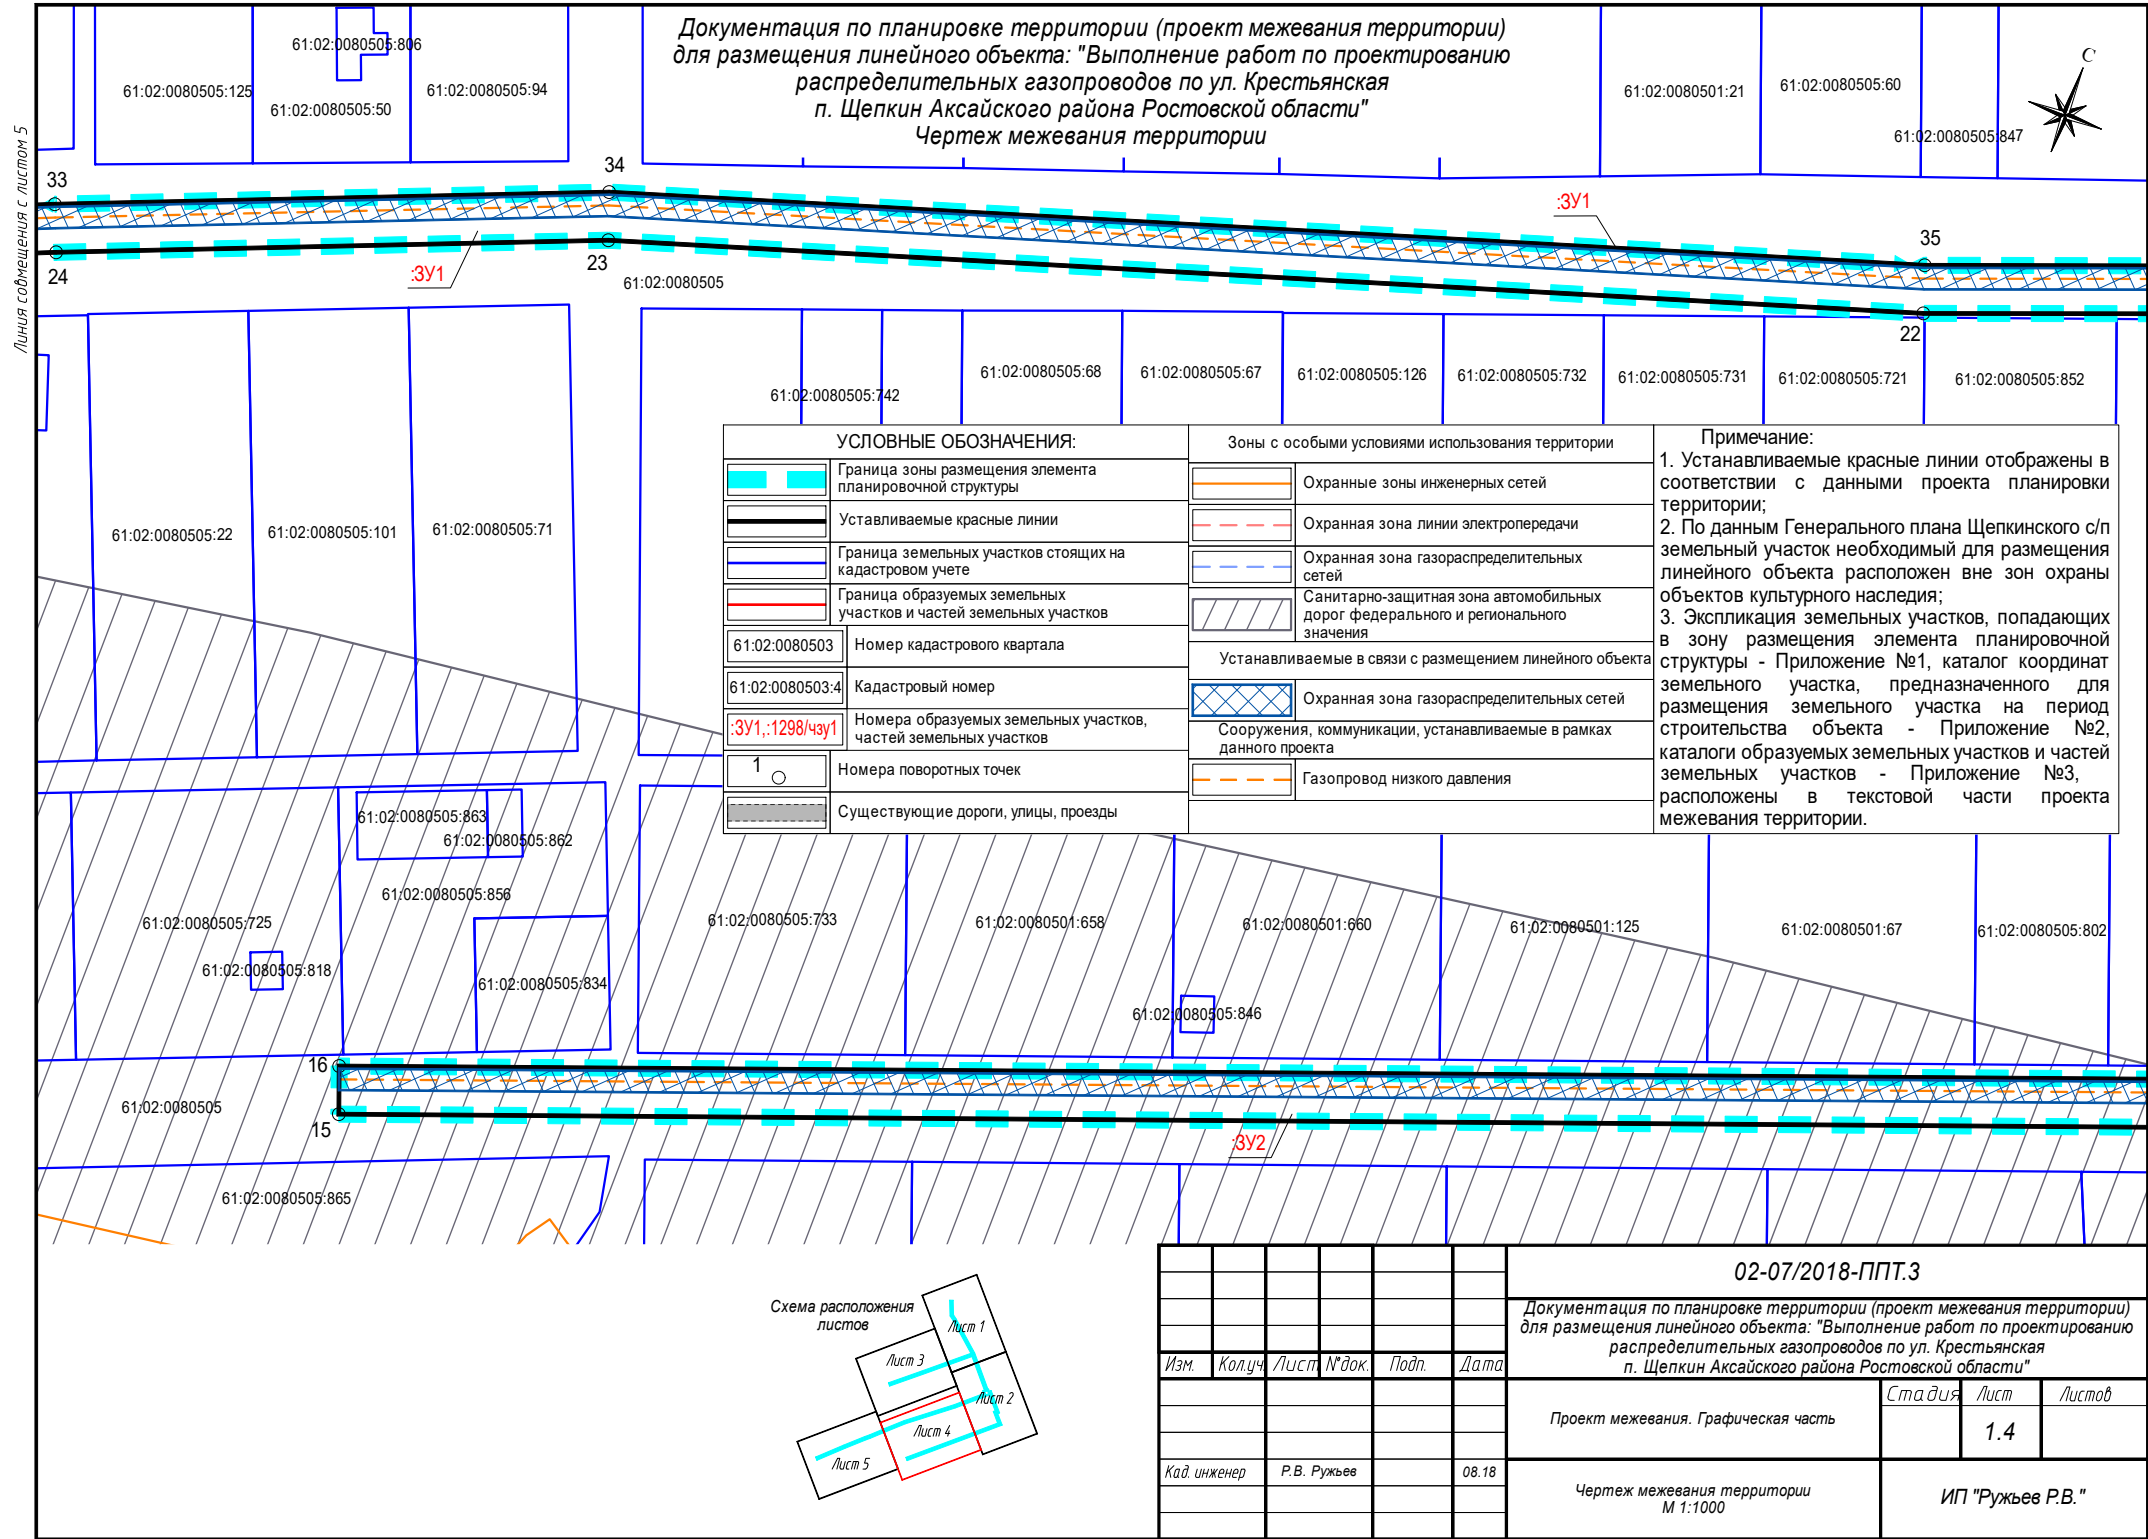 Документация по планировке территории (проект межевания территории)
для размещения линейного объекта: "Выполнение работ по проектированию
распределительных газопроводов по ул. Крестьянская
п. Щепкин Аксайского района Ростовской области"
Чертеж межевания территории
С
Линия совмещения с листом 5
61:02:0080505:806
61:02:0080505:125
61:02:0080505:50
61:02:0080505:94
61:02:0080501:21
61:02:0080505:60
61:02:0080505:847
33
34
:ЗУ1
35
24
:ЗУ1
23
61:02:0080505
22
61:02:0080505:742
61:02:0080505:68
61:02:0080505:67
61:02:0080505:126
61:02:0080505:732
61:02:0080505:731
61:02:0080505:721
61:02:0080505:852
61:02:0080505:22
61:02:0080505:101
61:02:0080505:71
УСЛОВНЫЕ ОБОЗНАЧЕНИЯ:
Граница зоны размещения элемента
планировочной структуры
Уставливаемые красные линии
Граница земельных участков стоящих на
кадастровом учете
Граница образуемых земельных
участков и частей земельных участков
61:02:0080503
Номер кадастрового квартала
61:02:0080503:4
Кадастровый номер
:ЗУ1,:1298/чзу1
Номера образуемых земельных участков,
частей земельных участков
1
Номера поворотных точек
Существующие дороги, улицы, проезды
Зоны с особыми условиями использования территории
Охранные зоны инженерных сетей
Охранная зона линии электропередачи
Охранная зона газораспределительных
сетей
Санитарно-защитная зона автомобильных
дорог федерального и регионального
значения
Устанавливаемые в связи с размещением линейного объекта
Охранная зона газораспределительных сетей
Сооружения, коммуникации, устанавливаемые в рамках
данного проекта
Газопровод низкого давления
Примечание:
1. Устанавливаемые красные линии отображены в
соответствии с данными проекта планировки
территории;
2. По данным Генерального плана Щепкинского с/п
земельный участок необходимый для размещения
линейного объекта расположен вне зон охраны
объектов культурного наследия;
3. Экспликация земельных участков, попадающих
в зону размещения элемента планировочной
структуры - Приложение №1, каталог координат
земельного участка, предназначенного для
размещения земельного участка на период
строительства объекта - Приложение №2,
каталоги образуемых земельных участков и частей
земельных участков - Приложение №3,
расположены в текстовой части проекта
межевания территории.
61:02:0080505:863
61:02:0080505:862
61:02:0080505:856
61:02:0080505:725
61:02:0080505:818
61:02:0080505:834
61:02:0080505:733
61:02:0080501:658
61:02:0080501:660
61:02:0080501:125
61:02:0080501:67
61:02:0080505:802
61:02:0080505:846
16
61:02:0080505
15
:ЗУ2
61:02:0080505:865
Схема расположения
листов
Лист 1
Лист 3
Лист 2
Лист 4
Лист 5
02-07/2018-ППТ.3
Документация по планировке территории (проект межевания территории)
для размещения линейного объекта: "Выполнение работ по проектированию
распределительных газопроводов по ул. Крестьянская
п. Щепкин Аксайского района Ростовской области"
Изм. Кол.уч Лист N°док. Подп. Дата
Проект межевания. Графическая часть
Стадия Лист Листов
1.4
Кад. инженер Р.В. Ружьев 08.18
Чертеж межевания территории
М 1:1000
ИП "Ружьев Р.В."